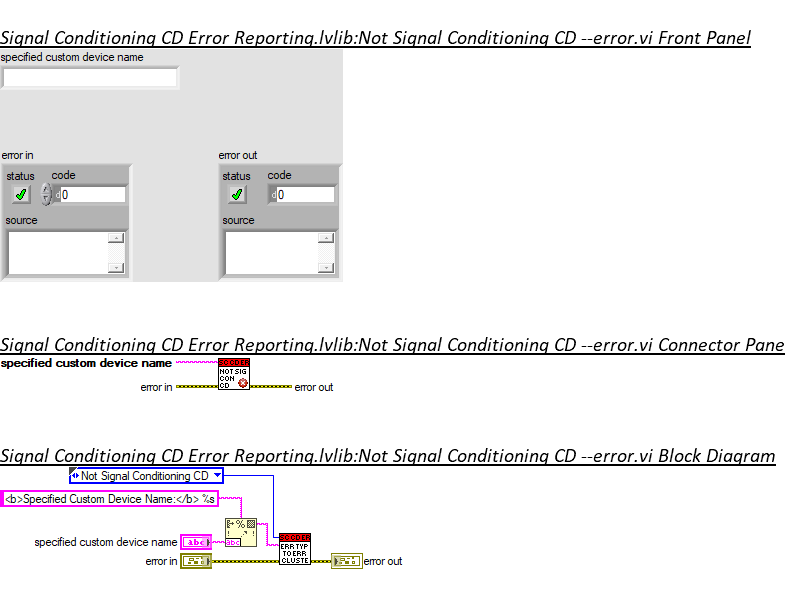 Signal Conditioning CD Error Reporting.lvlib:Not Signal Conditioning CD --error.vi Front Panel
specified custom device name
error in
error out
status code
status code
d0
d0
source
source
Signal Conditioning CD Error Reporting.lvlib:Not Signal Conditioning CD --error.vi Connector Pane
specified custom device name
NOT SIG
CON
CD
error in
error out
Signal Conditioning CD Error Reporting.lvlib:Not Signal Conditioning CD --error.vi Block Diagram
Not Signal Conditioning CD
<b>Specified Custom Device Name:</b> %s
specified custom device name
abc
abc
ERR TYP
TO ERR
CLUSTE
error in
error out